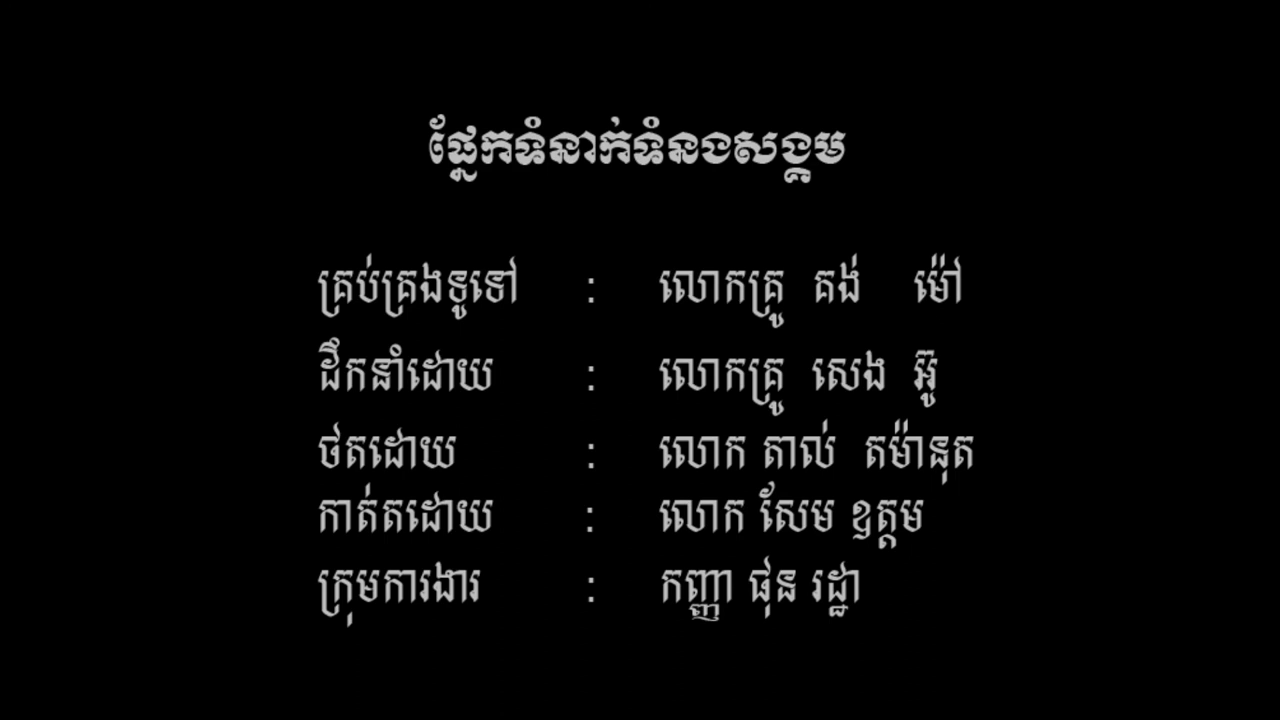 ផ្នែកទំនាក់ទំនងសង្គម
គ្រប់គ្រងទូទៅ : លោកគ្រូ គង់ ម៉ៅ
ដឹកនាំដោយ : លោកគ្រូ សេង អ៊ូ
ថតដោយ : លោក តាល់ តម៉ានុត
កាត់តដោយ : លោក សែម ឧត្តម
ក្រុមការងារ : កញ្ញា ផុន រដ្ឋា